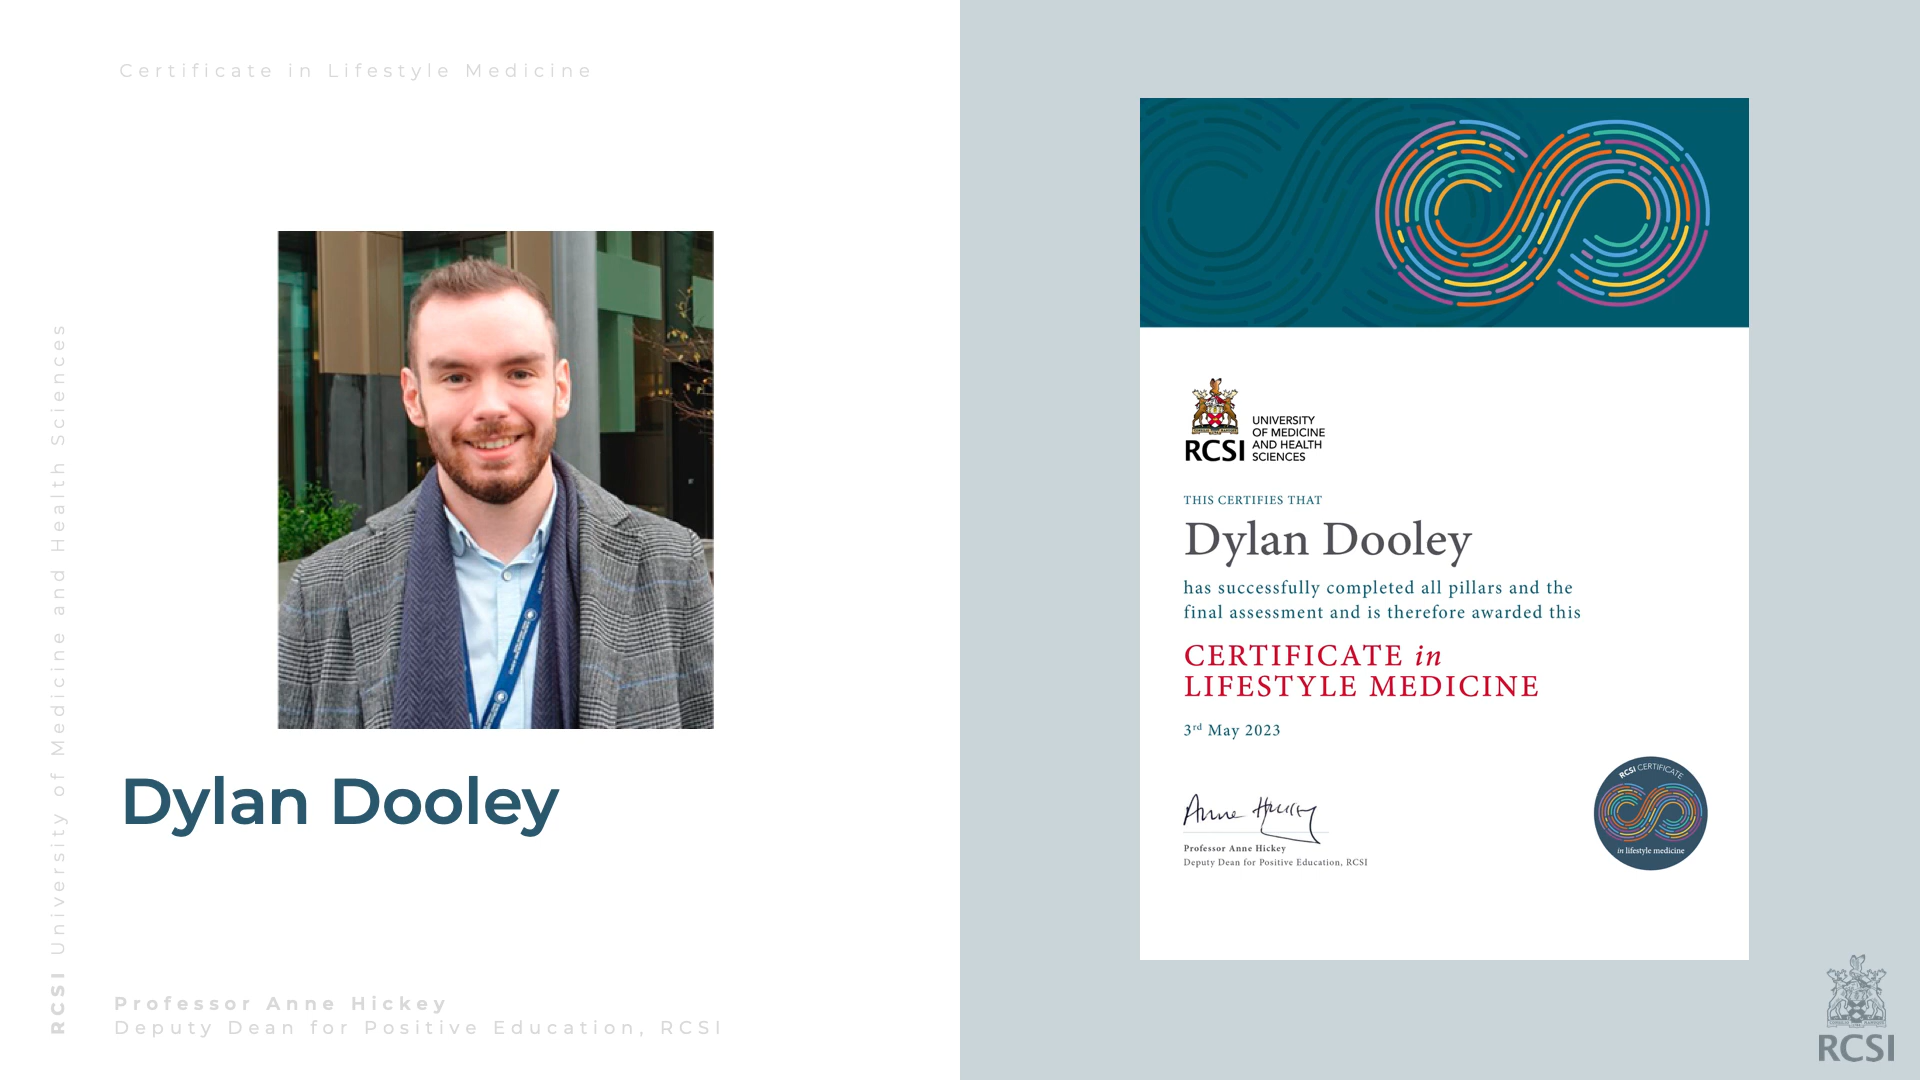 Certificate in Lifestyle Medicine
RCSI University of Medicine and Health Sciences
Dylan Dooley
Professor Anne Hickey
Deputy Dean for Positive Education, RCSI
RCSI
UNIVERSITY
OF MEDICINE
AND HEALTH
SCIENCES
THIS CERTIFIES THAT
Dylan Dooley
has successfully completed all pillars and the
final assessment and is therefore awarded this
CERTIFICATE in
LIFESTYLE MEDICINE
3rd May 2023
Anne Hickey
Professor Anne Hickey
Deputy Dean for Positive Education, RCSI
RCSI CERTIFICATE
in lifestyle medicine
RCSI